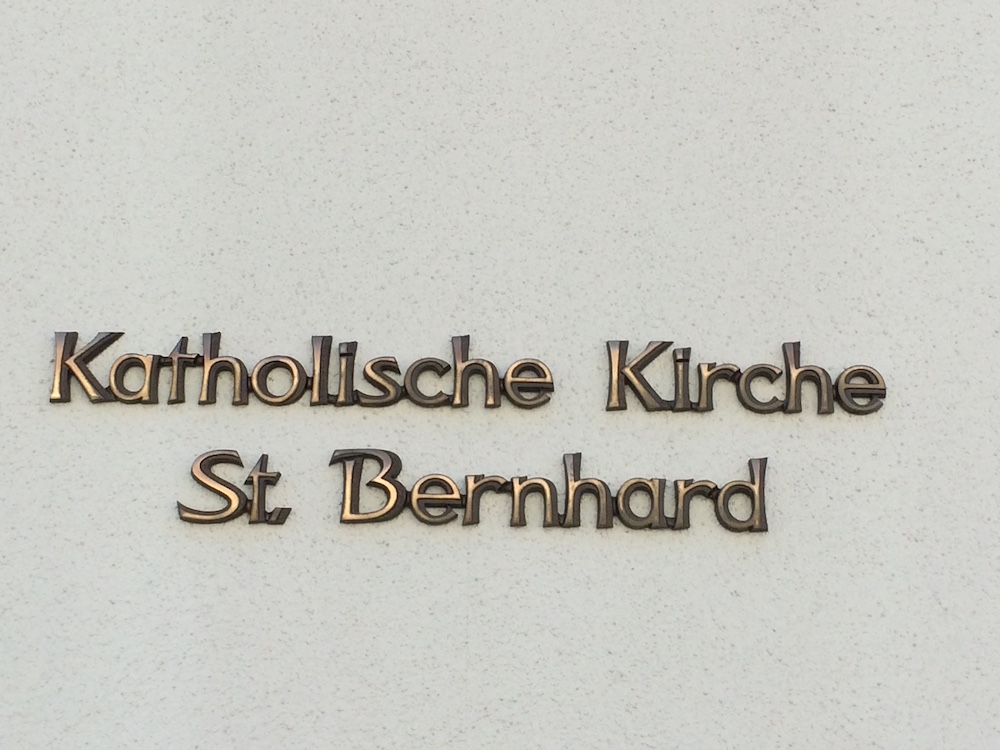 Katholische Kirche
St. Bernhard